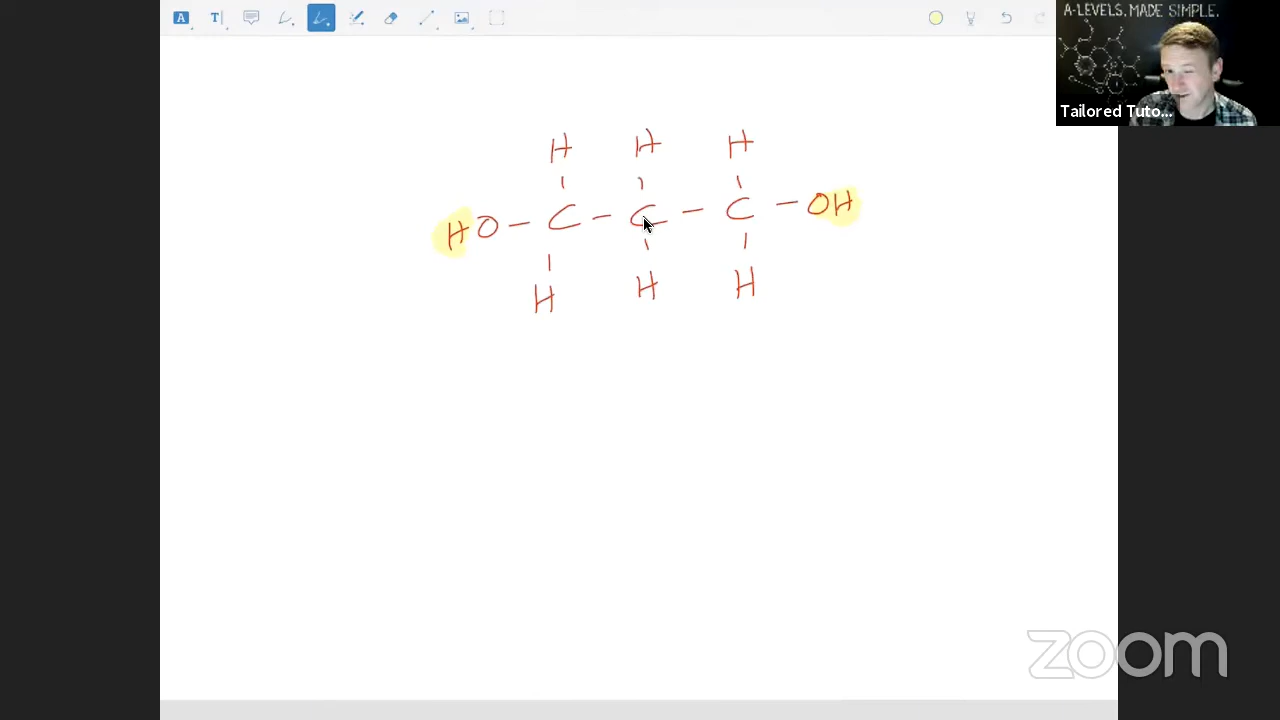 A-LEVELS. MADE SIMPLE.
Tailored Tuto...
H H H
HO - C - C - C - OH
H H H
zoom